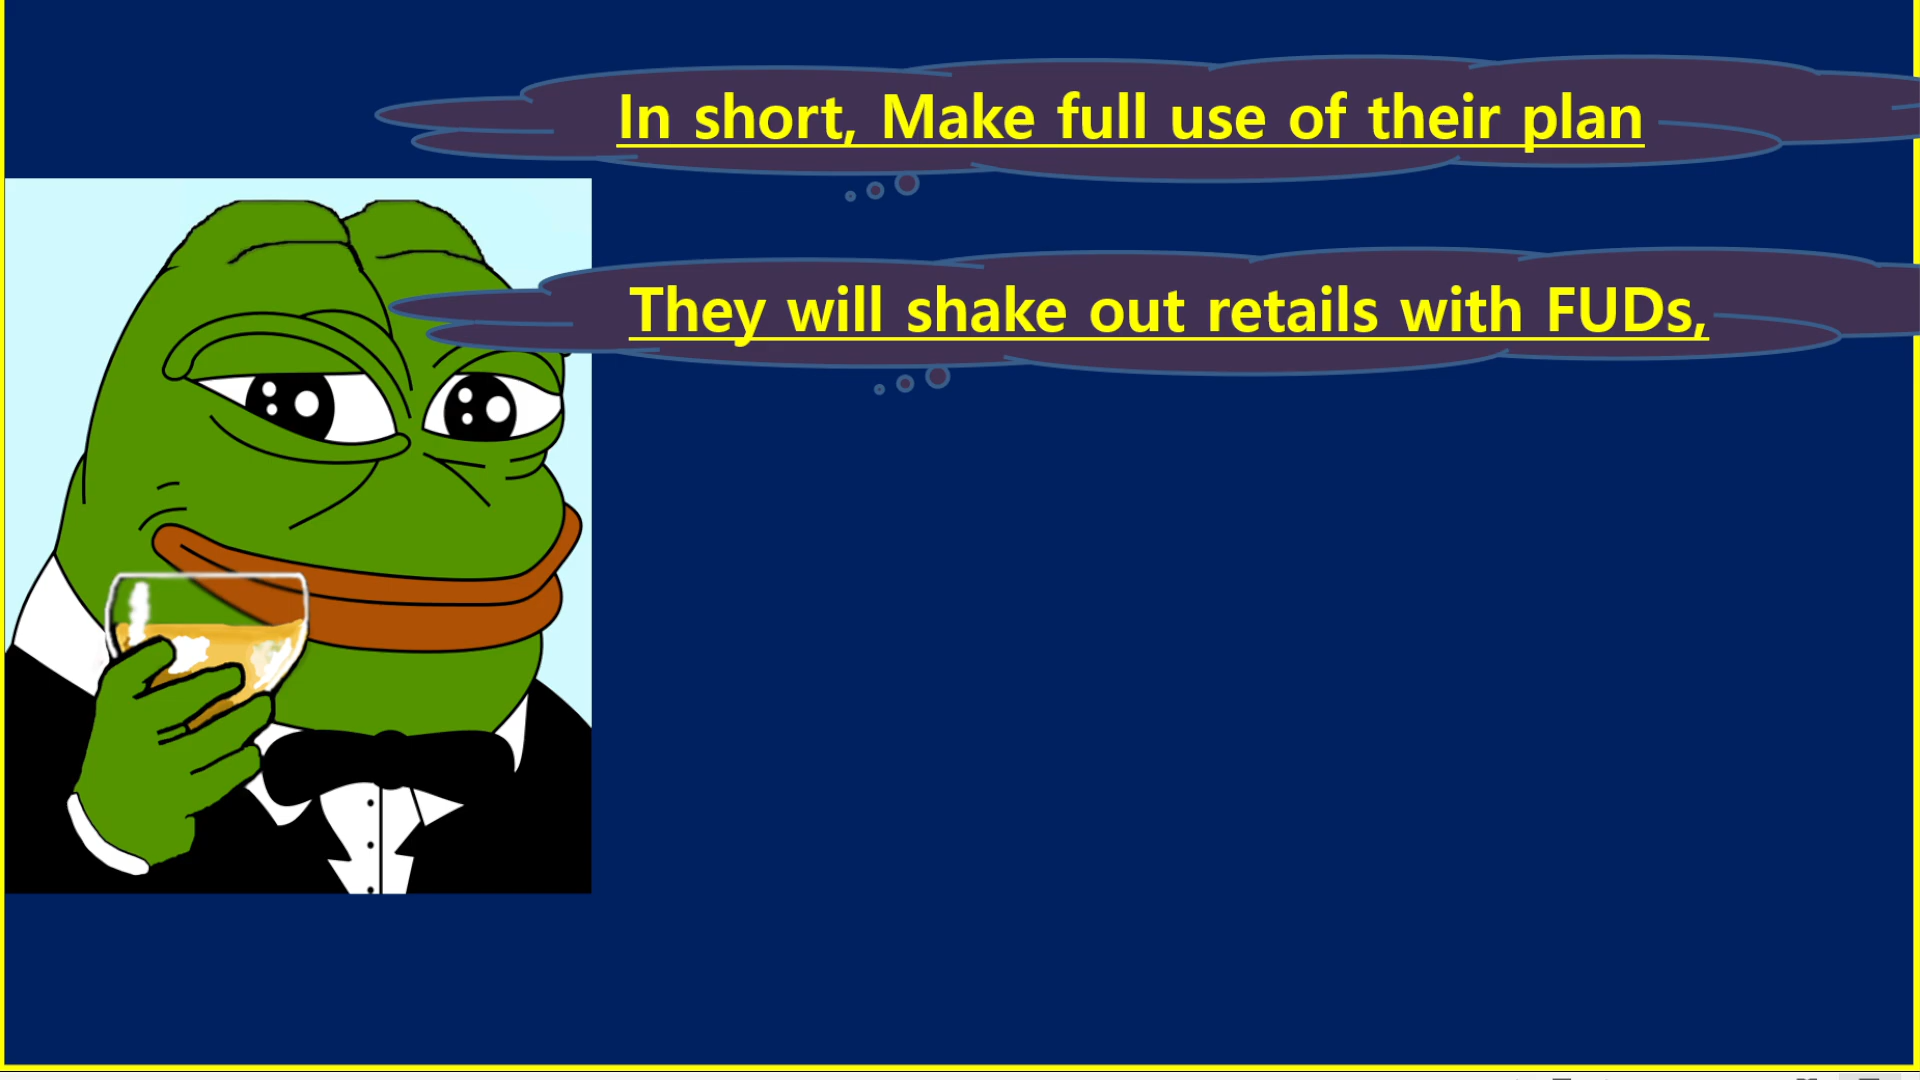 In short, Make full use of their plan
They will shake out retails with FUDs,